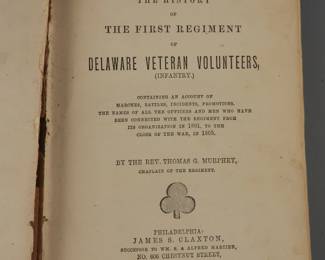 THE HISTORY
OF
THE FIRST REGIMENT
OF
DELAWARE VETERAN VOLUNTEERS,
(INFANTRY.)
CONTAINING AN ACCOUNT OF
MARCHES, BATTLES, INCIDENTS, PROMOTIONS.
THE NAMES OF ALL THE OFFICERS AND MEN WHO HAVE
BEEN CONNECTED WITH THE REGIMENT FROM
ITS ORGANIZATION IN 1861, TO THE
CLOSE OF THE WAR, IN 1865.
BY THE REV. THOMAS G. MURPHEY,
CHAPLAIN OF THE REGIMENT.
PHILADELPHIA:
JAMES S. CLAXTON,
SUCCESSOR TO WM. S. & ALFRED MARTIEN,
NO. 606 CHESTNUT STREET,